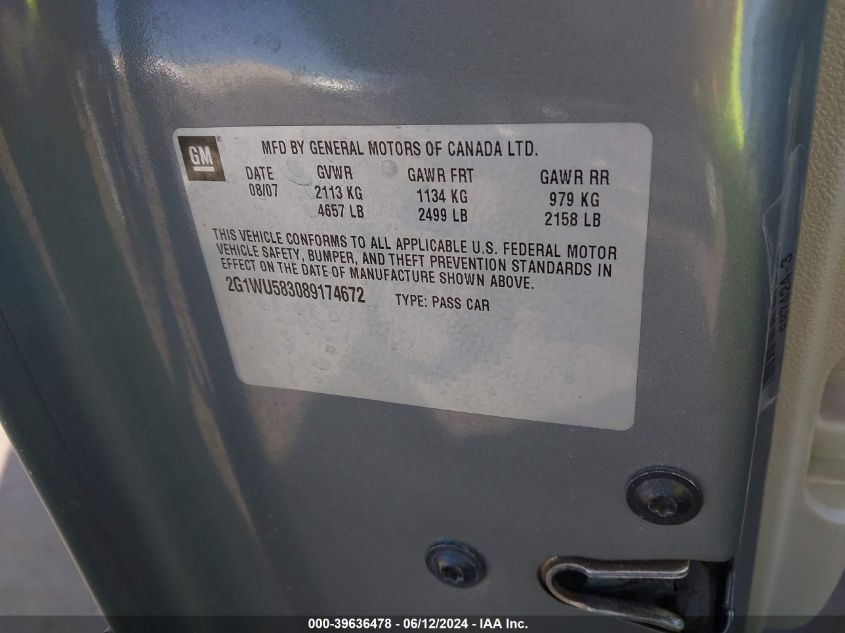 GM
MFD BY GENERAL MOTORS OF CANADA LTD.
DATE GVWR GAWR FRT GAWR RR
08/07 2113 KG 1134 KG 979 KG
4657 LB 2499 LB 2158 LB
THIS VEHICLE CONFORMS TO ALL APPLICABLE U.S. FEDERAL MOTOR
VEHICLE SAFETY, BUMPER, AND THEFT PREVENTION STANDARDS IN
EFFECT ON THE DATE OF MANUFACTURE SHOWN ABOVE.
2G1WU583089174672 TYPE: PASS CAR
000-39636478 - 06/12/2024 - IAA Inc.